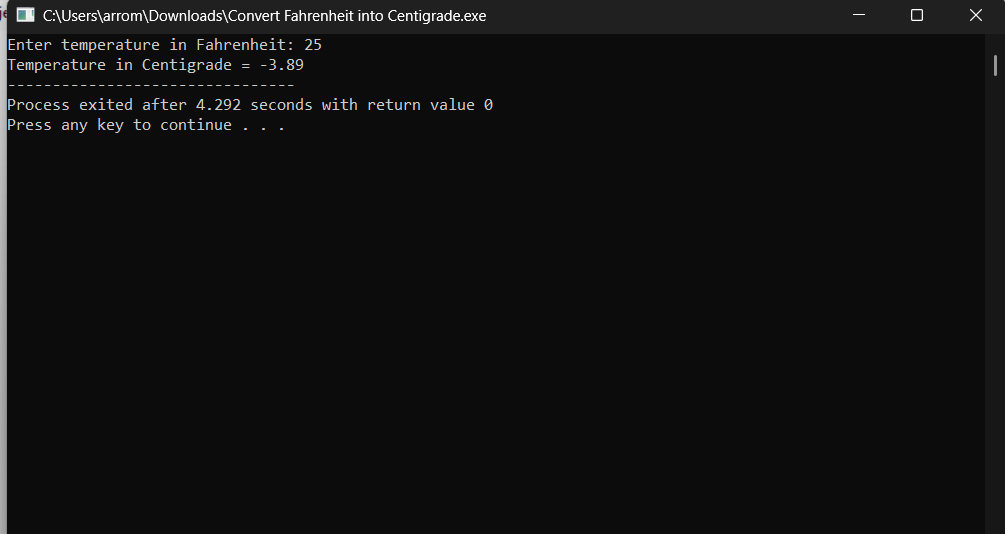 C:\Users\arrom\Downloads\Convert Fahrenheit into Centigrade.exe
Enter temperature in Fahrenheit: 25
Temperature in Centigrade = -3.89
--------------------------------
Process exited after 4.292 seconds with return value 0
Press any key to continue . . .